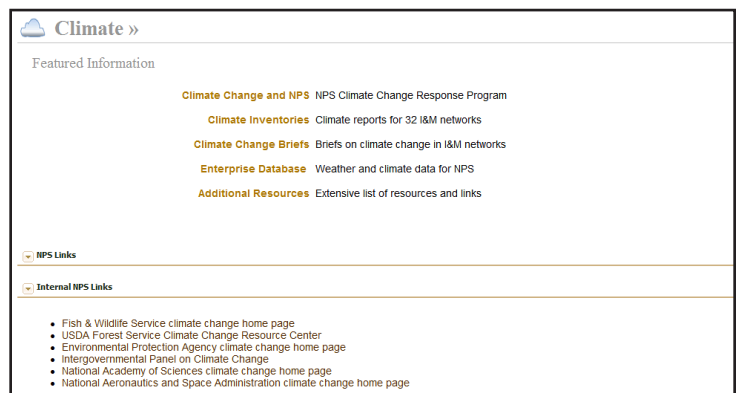 Climate »
Featured Information
Climate Change and NPS NPS Climate Change Response Program
Climate Inventories Climate reports for 32 I&M networks
Climate Change Briefs Briefs on climate change in I&M networks
Enterprise Database Weather and climate data for NPS
Additional Resources Extensive list of resources and links
NPS Links
Internal NPS Links
• Fish & Wildlife Service climate change home page
• USDA Forest Service Climate Change Resource Center
• Environmental Protection Agency climate change home page
• Intergovernmental Panel on Climate Change
• National Academy of Sciences climate change home page
• National Aeronautics and Space Administration climate change home page